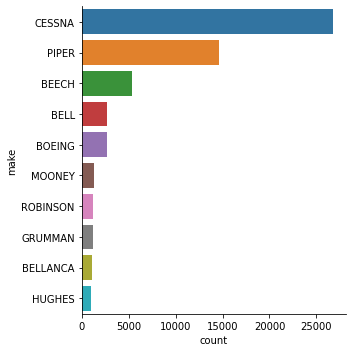 CESSNA
PIPER
BEECH
BELL
BOEING
MOONEY
ROBINSON
GRUMMAN
BELLANCA
HUGHES
make
0 5000 10000 15000 20000 25000
count